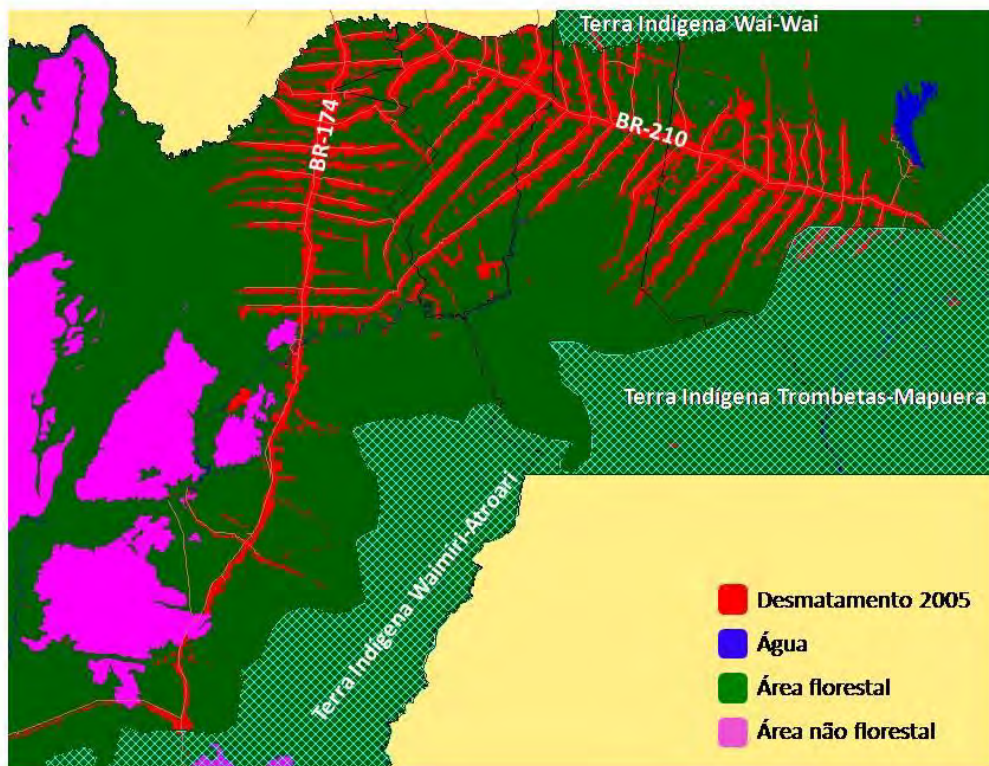 Terra Indígena Wai-Wai
BR-174
BR-210
Terra Indígena Trombetas-Mapuera
Terra Indígena Waimiri-Atroari
Desmatamento 2005
Água
Área florestal
Área não florestal